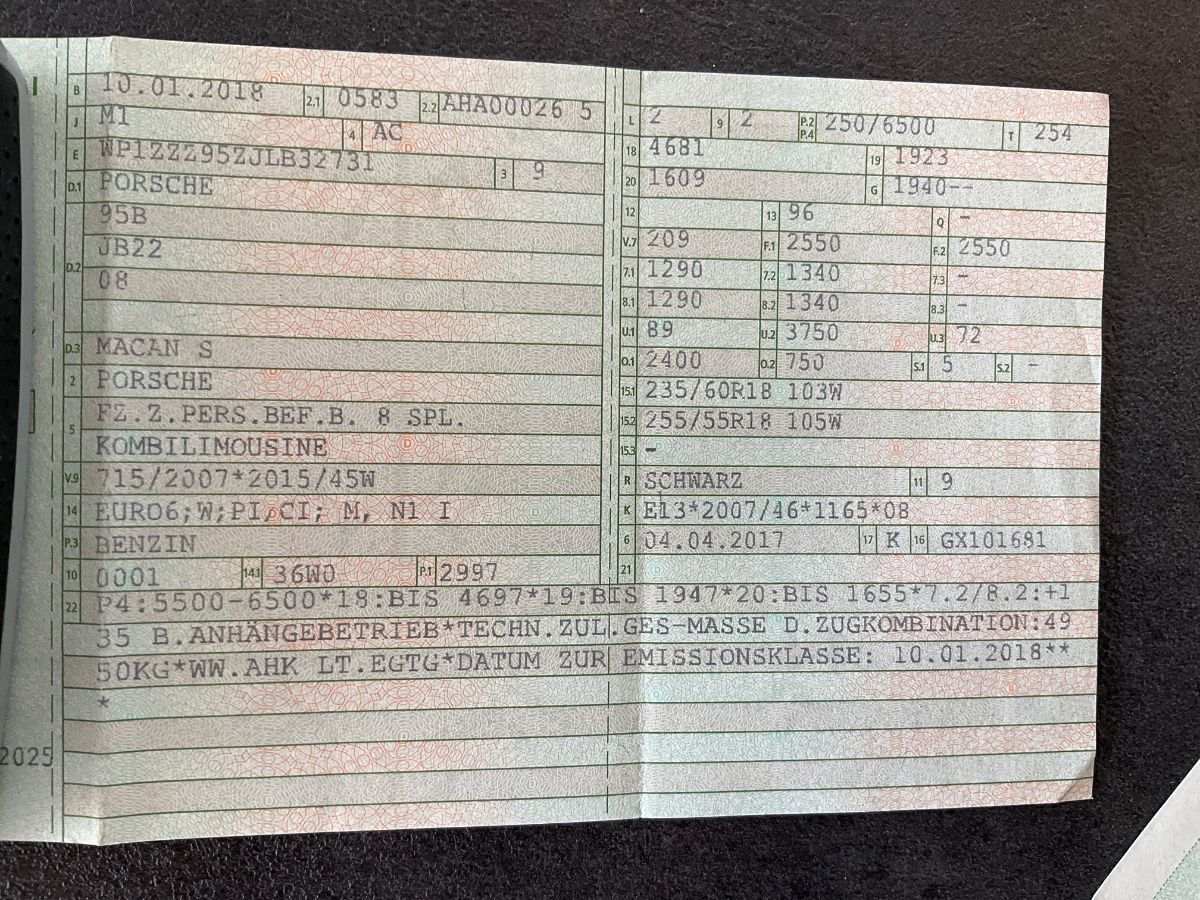 B 10.01.2018 2.1 0583 2.2 AHA00026 5
J M1 4 AC
E WP1ZZZ95ZJLB32731 3 9
D.1 PORSCHE
95B
D.2 JB22
08
D.3 MACAN S
2 PORSCHE
5 FZ.Z.PERS.BEF.B. 8 SPL.
KOMBILIMOUSINE
V.9 715/2007*2015/45W
14 EURO6;W;PI,CI; M, N1 I
P.3 BENZIN
10 0001 14.1 36W0 P.1 2997
L 2 9 2 P.2 P.4 250/6500 T 254
18 4681 19 1923
20 1609 G 1940--
12 13 96 Q -
V.7 209 F.1 2550 F.2 2550
7.1 1290 7.2 1340 7.3 -
8.1 1290 8.2 1340 8.3 -
U.1 89 U.2 3750 U.3 72
O.1 2400 O.2 750 S.1 5 S.2 -
15.1 235/60R18 103W
15.2 255/55R18 105W
15.3 -
R SCHWARZ 11 9
K E13*2007/46*1165*08
6 04.04.2017 17 K 16 GX101681
21
22 P4:5500-6500*18:BIS 4697*19:BIS 1947*20:BIS 1655*7.2/8.2:+1
35 B.ANHÄNGEBETRIEB*TECHN.ZUL.GES-MASSE D.ZUGKOMBINATION:49
50KG*WW.AHK LT.EGTG*DATUM ZUR EMISSIONSKLASSE: 10.01.2018**
*
2025